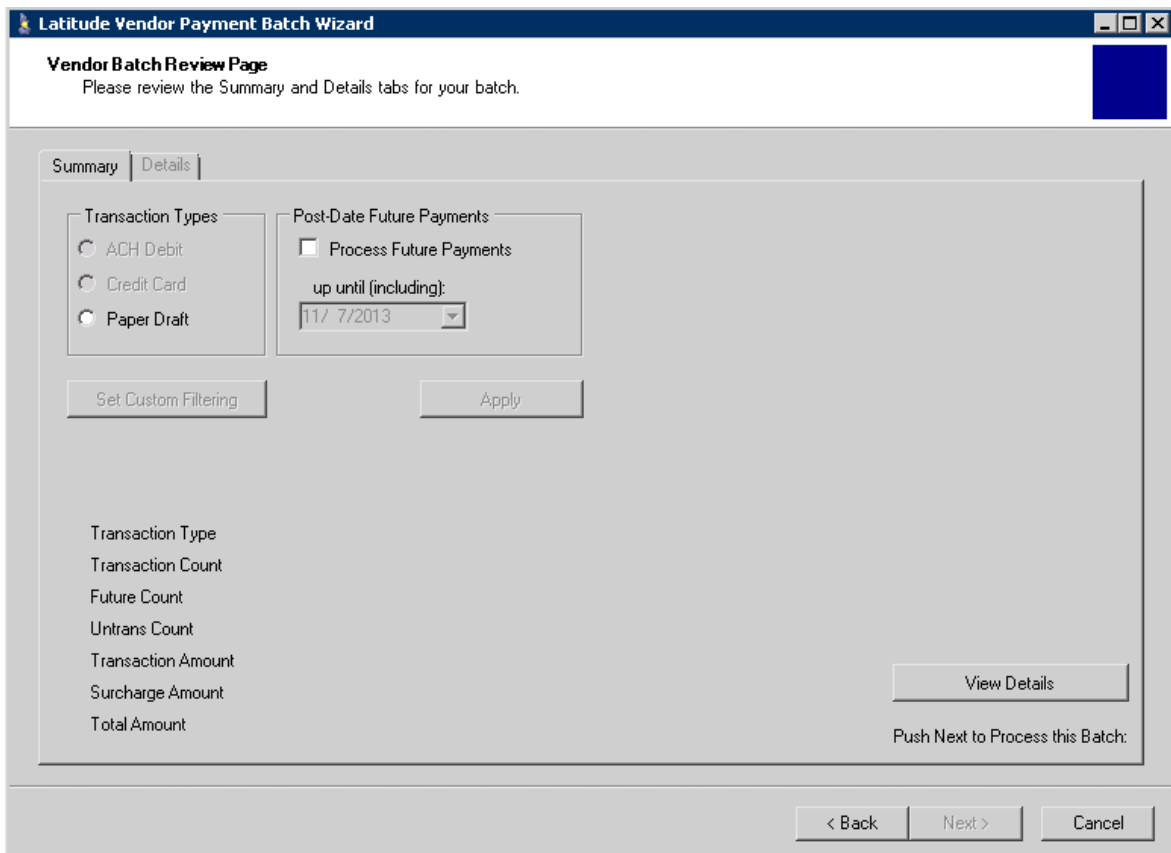 Latitude Vendor Payment Batch Wizard
Vendor Batch Review Page
Please review the Summary and Details tabs for your batch.
Summary Details
Transaction Types
ACH Debit
Credit Card
Paper Draft
Post-Date Future Payments
Process Future Payments
up until (including):
11/ 7/2013
Set Custom Filtering
Apply
Transaction Type
Transaction Count
Future Count
Untrans Count
Transaction Amount
Surcharge Amount
Total Amount
View Details
Push Next to Process this Batch:
< Back
Next >
Cancel